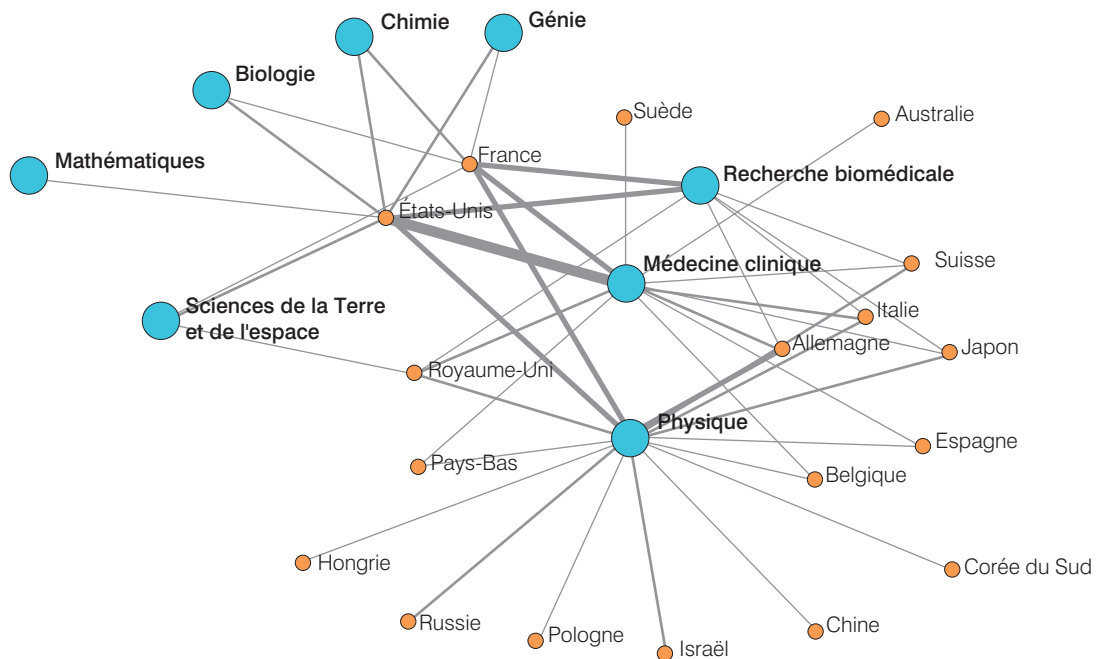 Chimie
Génie
Biologie
Suède
Australie
Mathématiques
France
Recherche biomédicale
États-Unis
Médecine clinique
Suisse
Sciences de la Terre
et de l'espace
Italie
Allemagne
Japon
Royaume-Uni
Physique
Espagne
Pays-Bas
Belgique
Hongrie
Corée du Sud
Russie
Pologne
Israël
Chine